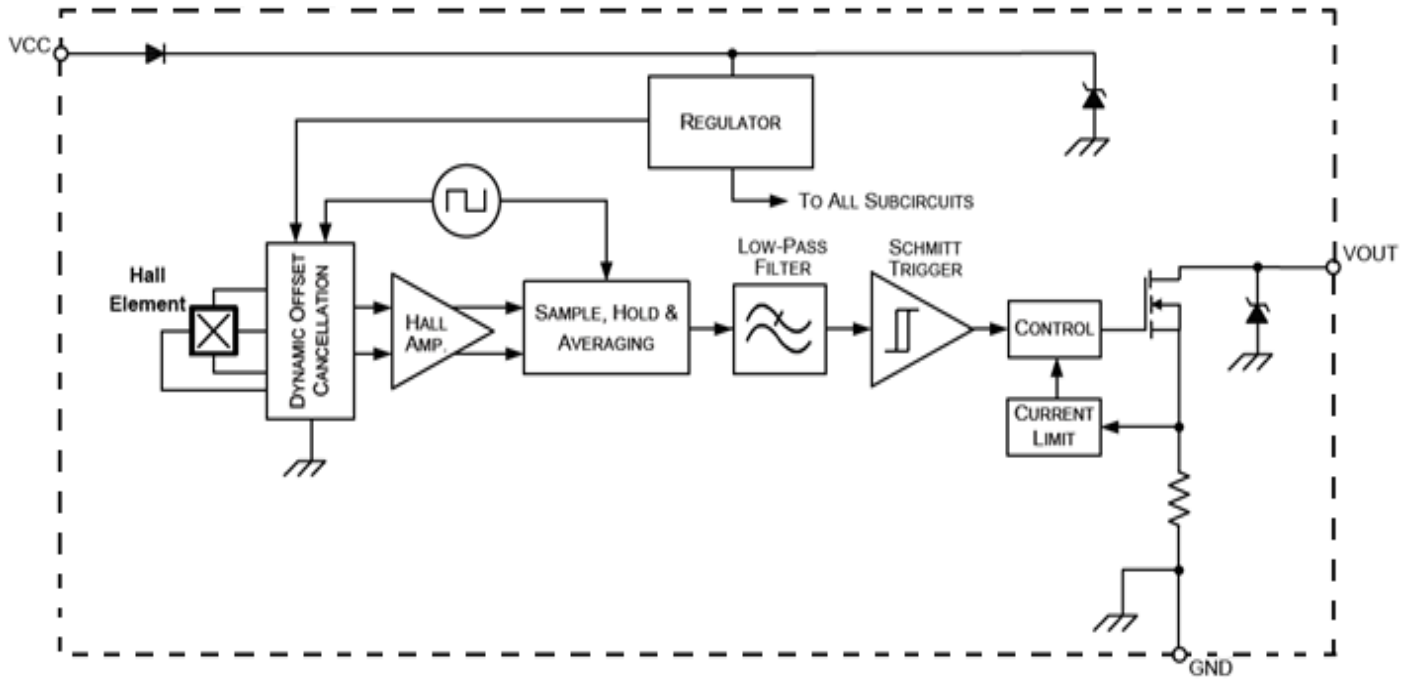 VCC
REGULATOR
TO ALL SUBCIRCUITS
LOW-PASS
FILTER
SCHMITT
TRIGGER
VOUT
Hall
Element
DYNAMIC OFFSET
CANCELLATION
HALL
AMP.
SAMPLE, HOLD &
AVERAGING
CONTROL
CURRENT
LIMIT
GND